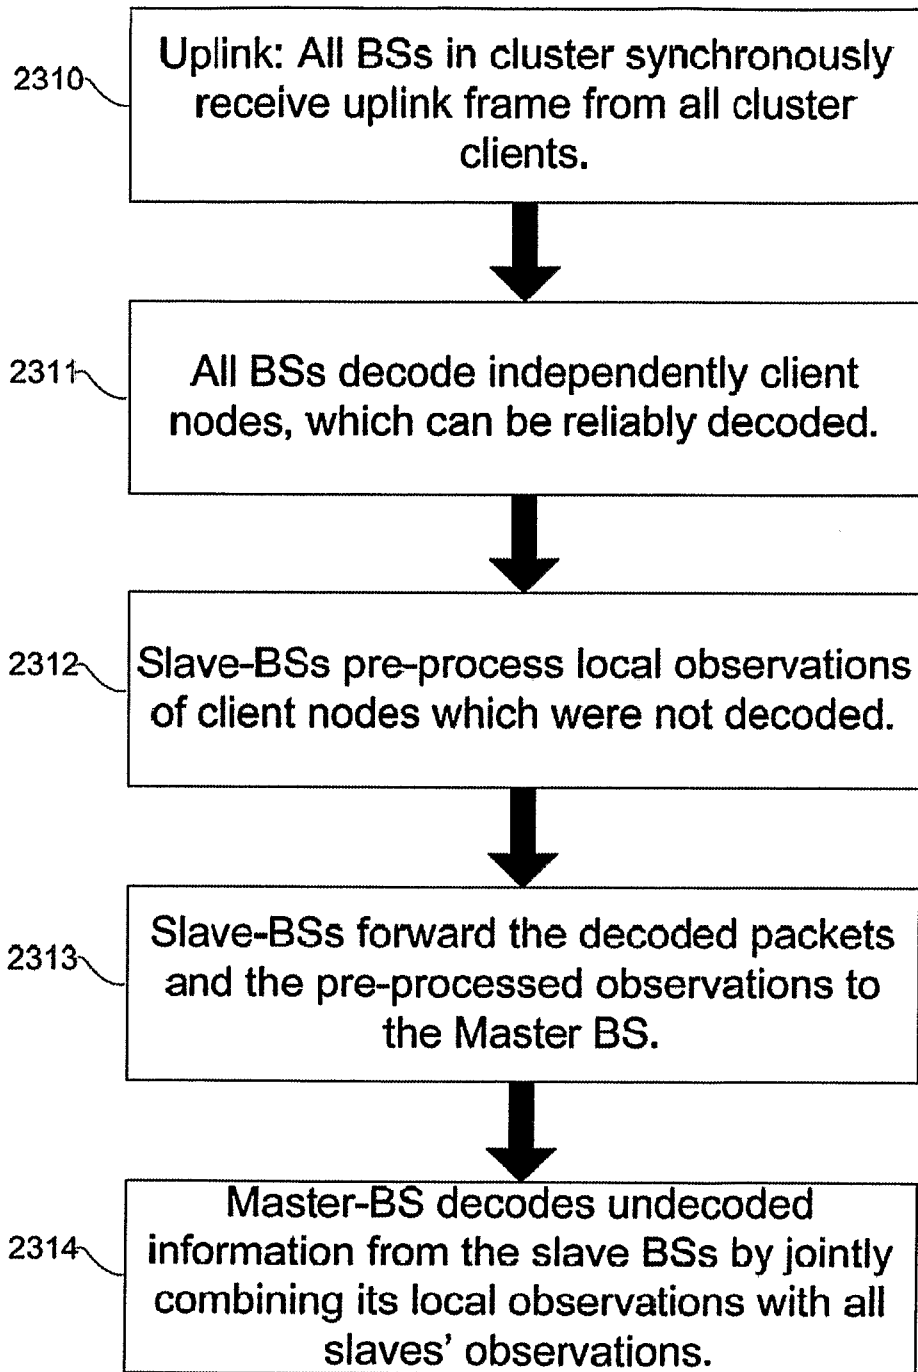 2310
Uplink: All BSs in cluster synchronously
receive uplink frame from all cluster
clients.
2311
All BSs decode independently client
nodes, which can be reliably decoded.
2312
Slave-BSs pre-process local observations
of client nodes which were not decoded.
2313
Slave-BSs forward the decoded packets
and the pre-processed observations to
the Master BS.
2314
Master-BS decodes undecoded
information from the slave BSs by jointly
combining its local observations with all
slaves' observations.